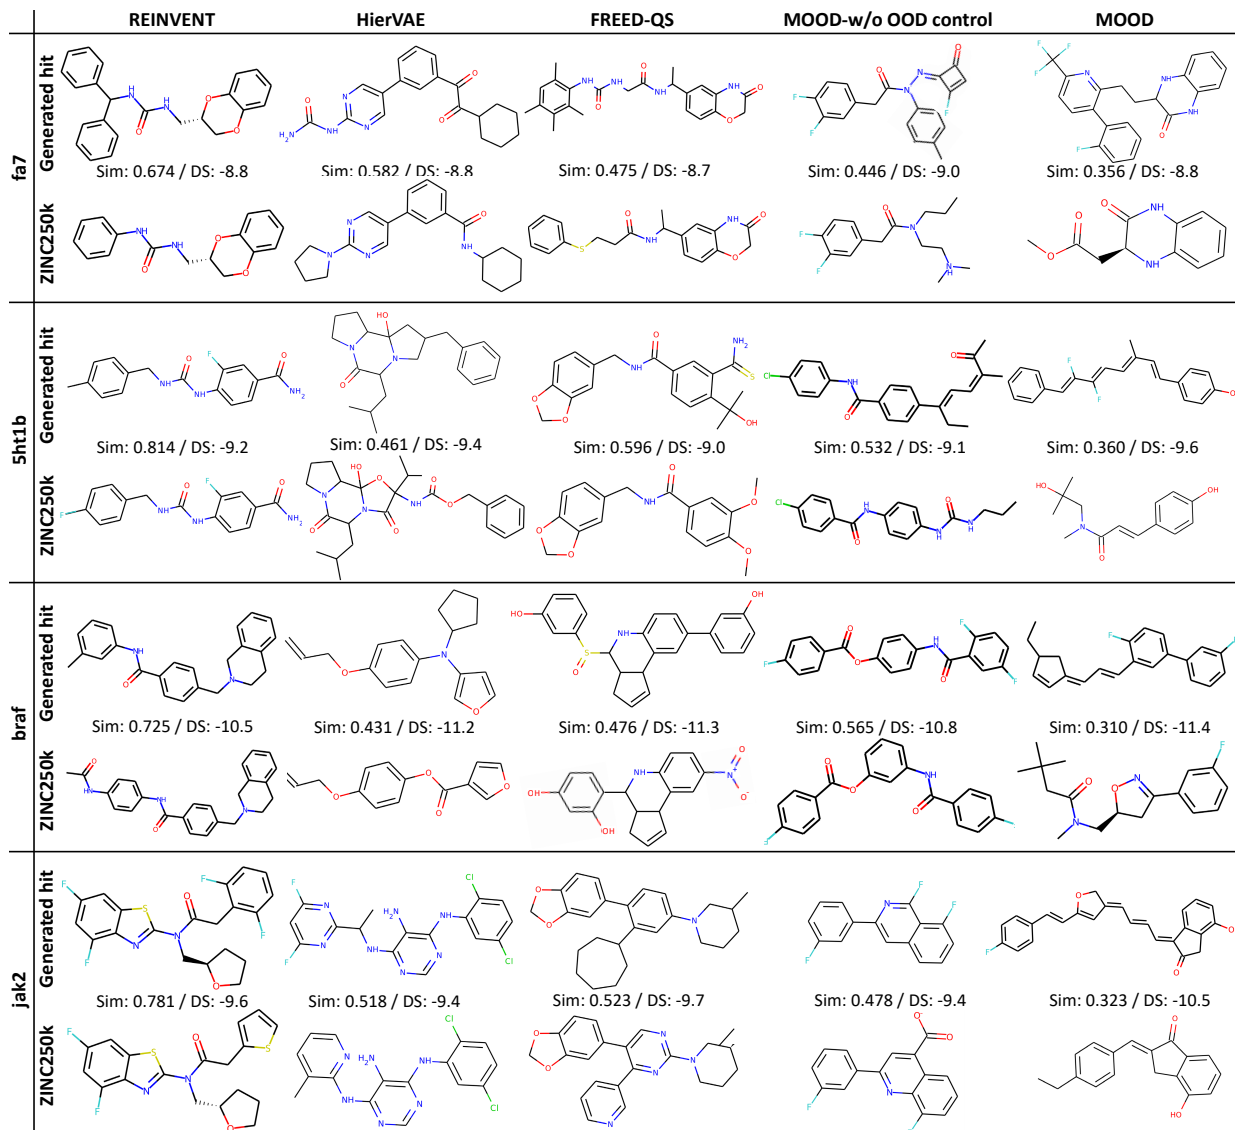 REINVENT HierVAE FREED-QS MOOD-w/o OOD control MOOD
fa7
Generated hit
Sim: 0.674 / DS: -8.8 Sim: 0.582 / DS: -8.8 Sim: 0.475 / DS: -8.7 Sim: 0.446 / DS: -9.0 Sim: 0.356 / DS: -8.8
ZINC250k
5ht1b
Generated hit
Sim: 0.814 / DS: -9.2 Sim: 0.461 / DS: -9.4 Sim: 0.596 / DS: -9.0 Sim: 0.532 / DS: -9.1 Sim: 0.360 / DS: -9.6
ZINC250k
braf
Generated hit
Sim: 0.725 / DS: -10.5 Sim: 0.431 / DS: -11.2 Sim: 0.476 / DS: -11.3 Sim: 0.565 / DS: -10.8 Sim: 0.310 / DS: -11.4
ZINC250k
jak2
Generated hit
Sim: 0.781 / DS: -9.6 Sim: 0.518 / DS: -9.4 Sim: 0.523 / DS: -9.7 Sim: 0.478 / DS: -9.4 Sim: 0.323 / DS: -10.5
ZINC250k